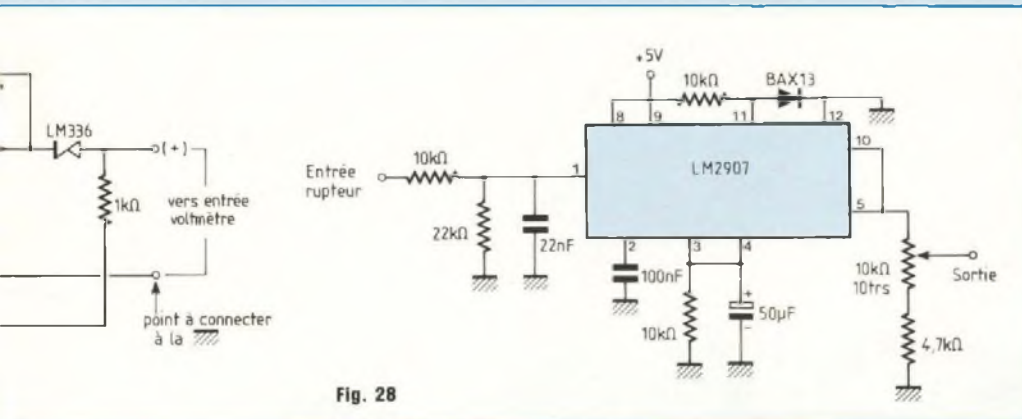 LM336
(+)
1kΩ
vers entrée
voltmètre
point à connecter
à la
Entrée
rupteur
10kΩ
22kΩ
22nF
+5V
10kΩ
BAX13
8
9
11
12
1
LM2907
10
5
2
3
4
100nF
10kΩ
+
50µF
-
10kΩ
10trs
Sortie
4,7kΩ
Fig. 28